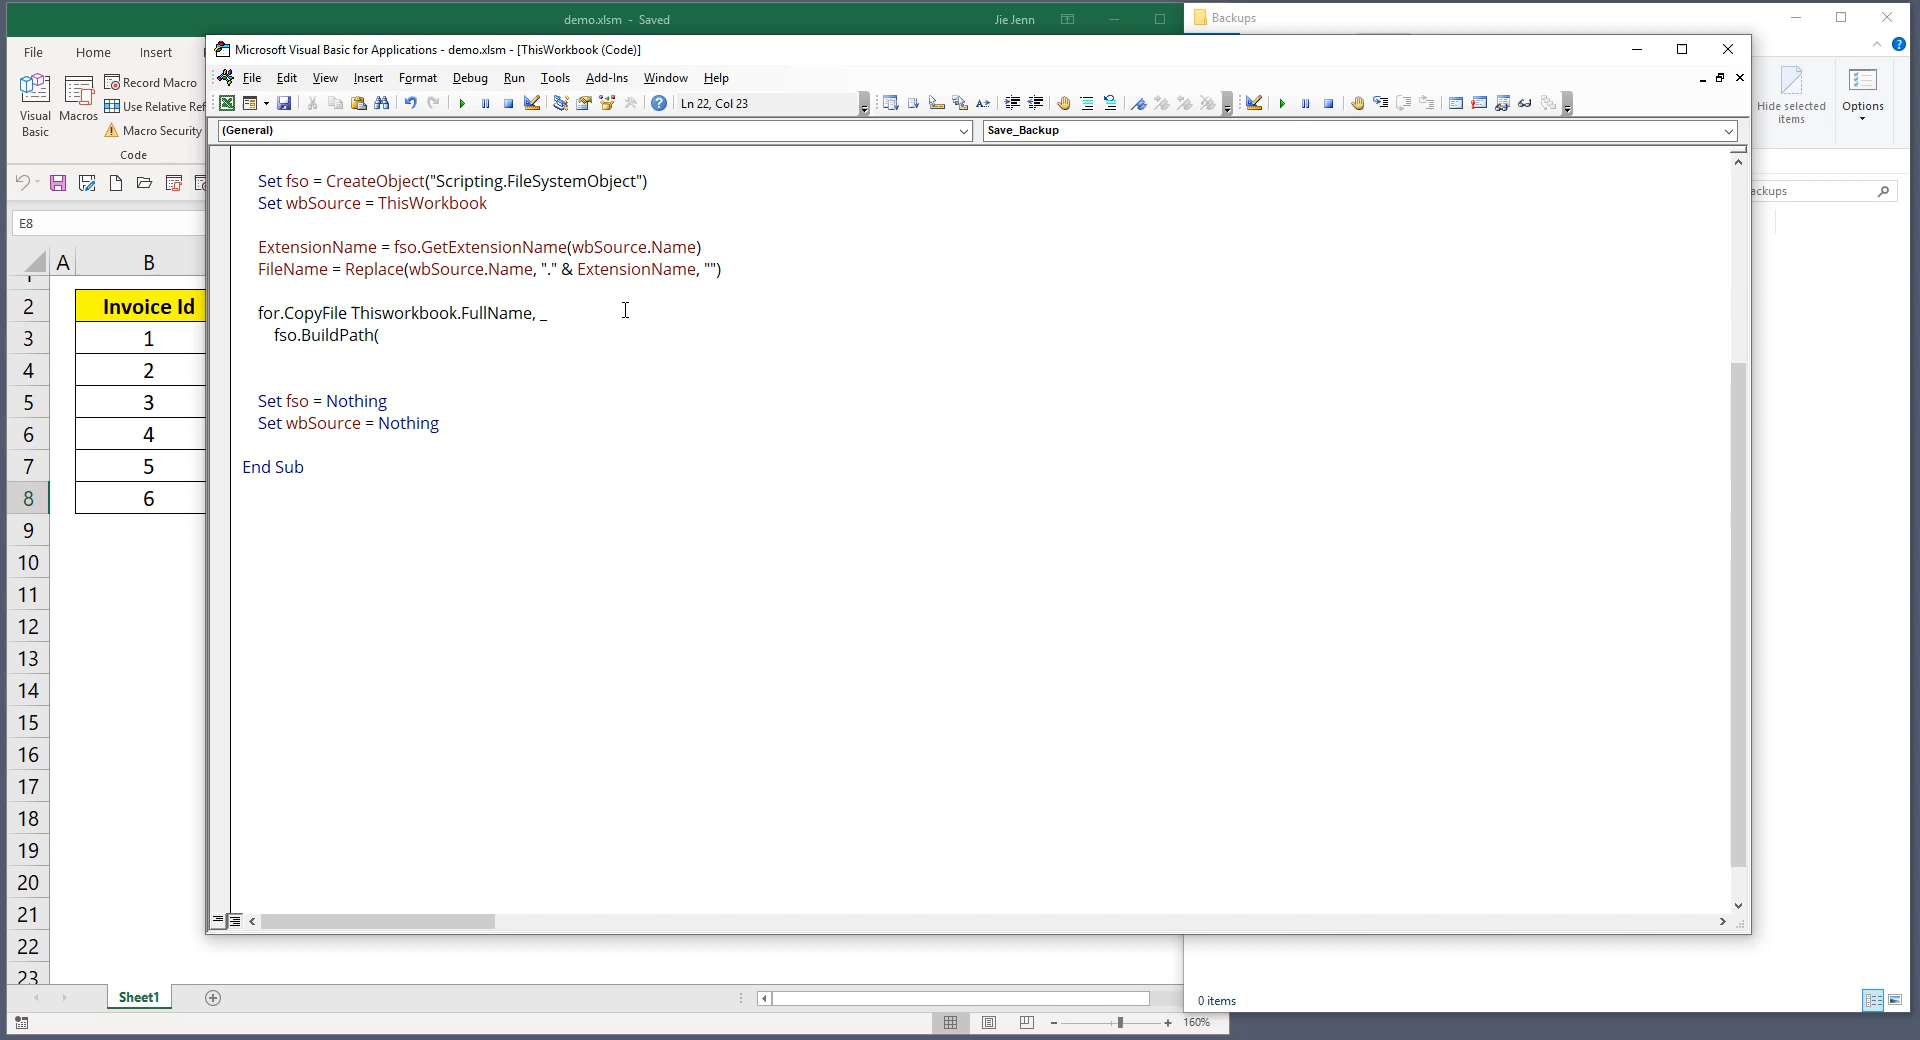 demo.xlsm - Saved
Jie Jenn
Backups
File Home Insert
Microsoft Visual Basic for Applications - demo.xlsm - [ThisWorkbook (Code)]
File Edit View Insert Format Debug Run Tools Add-Ins Window Help
Ln 22, Col 23
Visual Basic
Macros
Record Macro
Use Relative Ref
Macro Security
Code
Hide selected items
Options
(General)
Save_Backup
ackups
E8
Set fso = CreateObject("Scripting.FileSystemObject")
Set wbSource = ThisWorkbook
ExtensionName = fso.GetExtensionName(wbSource.Name)
FileName = Replace(wbSource.Name, "." & ExtensionName, "")
for.CopyFile Thisworkbook.FullName, _
fso.BuildPath(
Set fso = Nothing
Set wbSource = Nothing
End Sub
A B
1
2 Invoice Id
3 1
4 2
5 3
6 4
7 5
8 6
9
10
11
12
13
14
15
16
17
18
19
20
21
22
23
Sheet1
0 items
160%